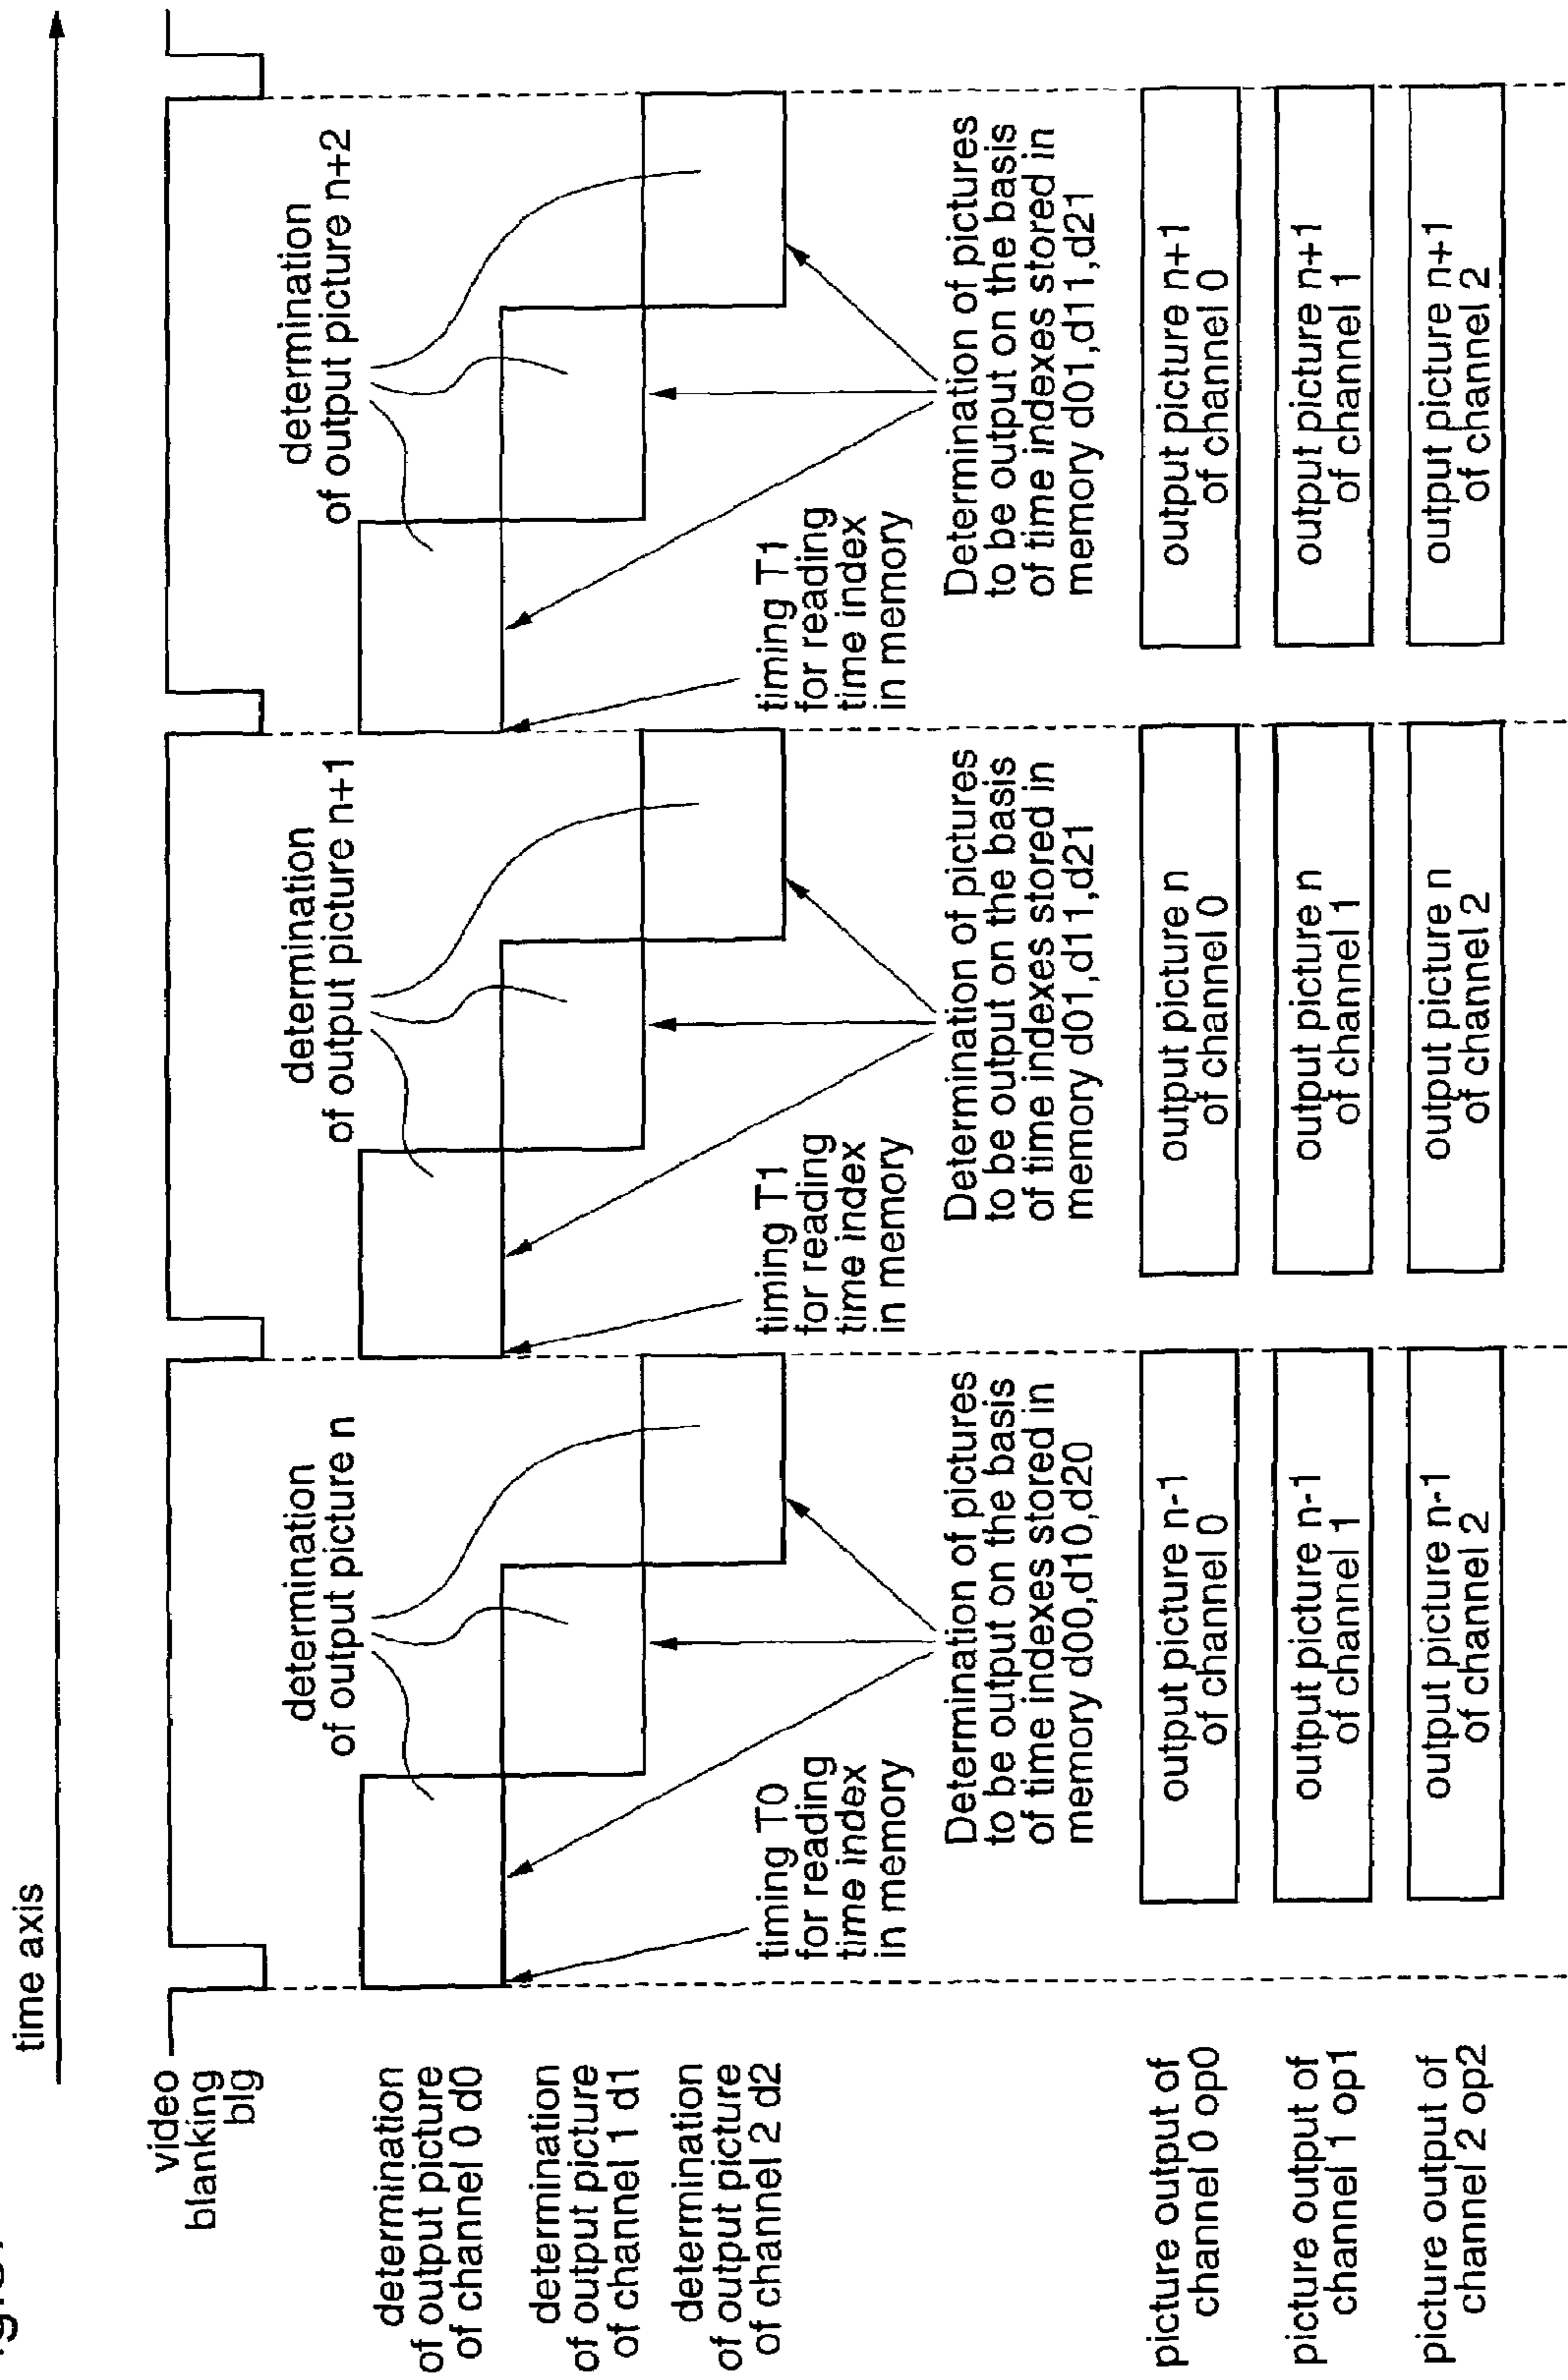 time axis
video
blanking
blg
determination
of output picture
of channel 0 d0
determination
of output picture
of channel 1 d1
determination
of output picture
of channel 2 d2
determination
of output picture n
determination
of output picture n+1
determination
of output picture n+2
timing T0
for reading
time index
in memory
timing T1
for reading
time index
in memory
timing T1
for reading
time index
in memory
Determination of pictures
to be output on the basis
of time indexes stored in
memory d00,d10,d20
Determination of pictures
to be output on the basis
of time indexes stored in
memory d01,d11,d21
Determination of pictures
to be output on the basis
of time indexes stored in
memory d01,d11,d21
picture output of
channel 0 op0
output picture n-1
of channel 0
output picture n
of channel 0
output picture n+1
of channel 0
picture output of
channel 1 op1
output picture n-1
of channel 1
output picture n
of channel 1
output picture n+1
of channel 1
picture output of
channel 2 op2
output picture n-1
of channel 2
output picture n
of channel 2
output picture n+1
of channel 2